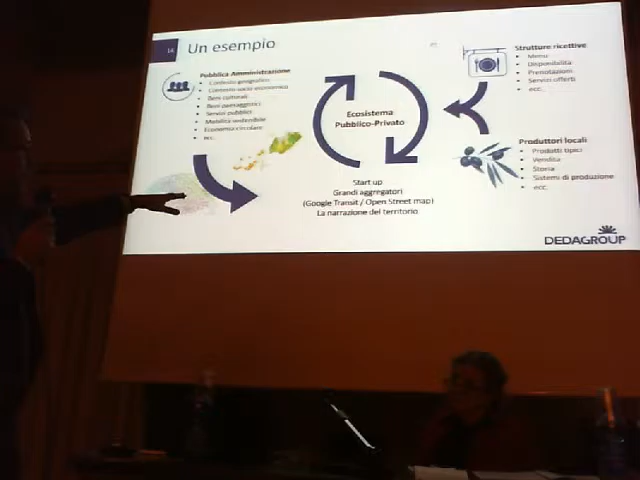 14
Un esempio
Pubblica Amministrazione
• Contesto geografico
• Contesto socio economico
• Beni culturali
• Beni paesaggistici
• Servizi pubblici
• Mobilità sostenibile
• Economia circolare
• ecc.
Ecosistema
Pubblico-Privato
Start up
Grandi aggregatori
(Google Transit / Open Street map)
La narrazione del territorio
Strutture ricettive
• Menu
• Disponibilità
• Prenotazioni
• Servizi offerti
• ecc.
Produttori locali
• Prodotti tipici
• Vendita
• Storia
• Sistemi di produzione
• ecc.
DEDAGROUP